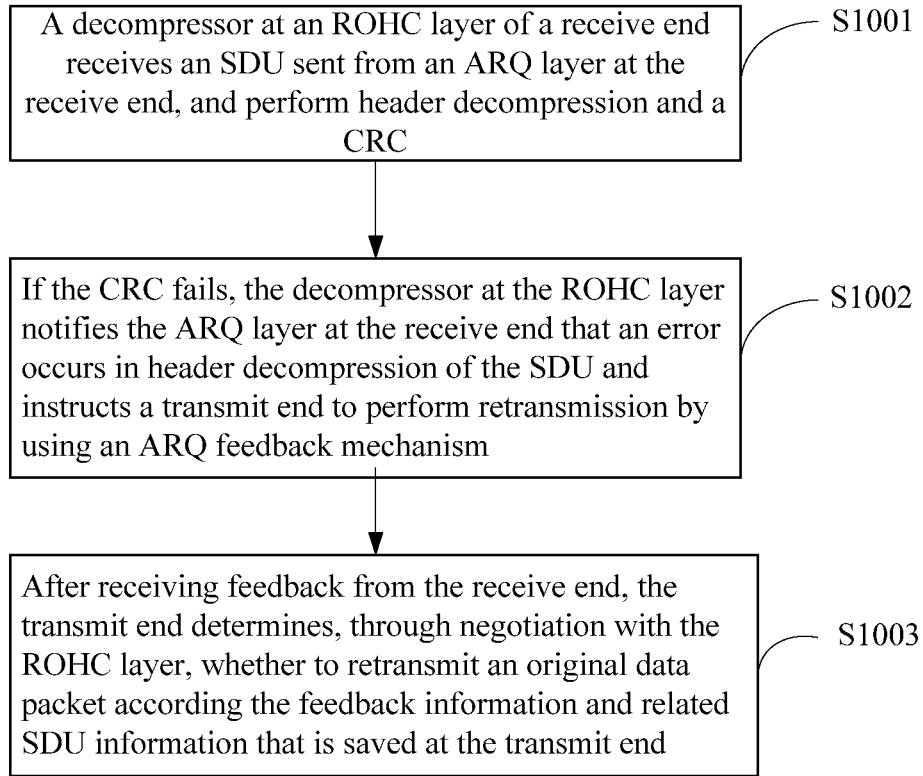 A decompressor at an ROHC layer of a receive end
receives an SDU sent from an ARQ layer at the
receive end, and perform header decompression and a
CRC
S1001
If the CRC fails, the decompressor at the ROHC layer
notifies the ARQ layer at the receive end that an error
occurs in header decompression of the SDU and
instructs a transmit end to perform retransmission by
using an ARQ feedback mechanism
S1002
After receiving feedback from the receive end, the
transmit end determines, through negotiation with the
ROHC layer, whether to retransmit an original data
packet according the feedback information and related
SDU information that is saved at the transmit end
S1003